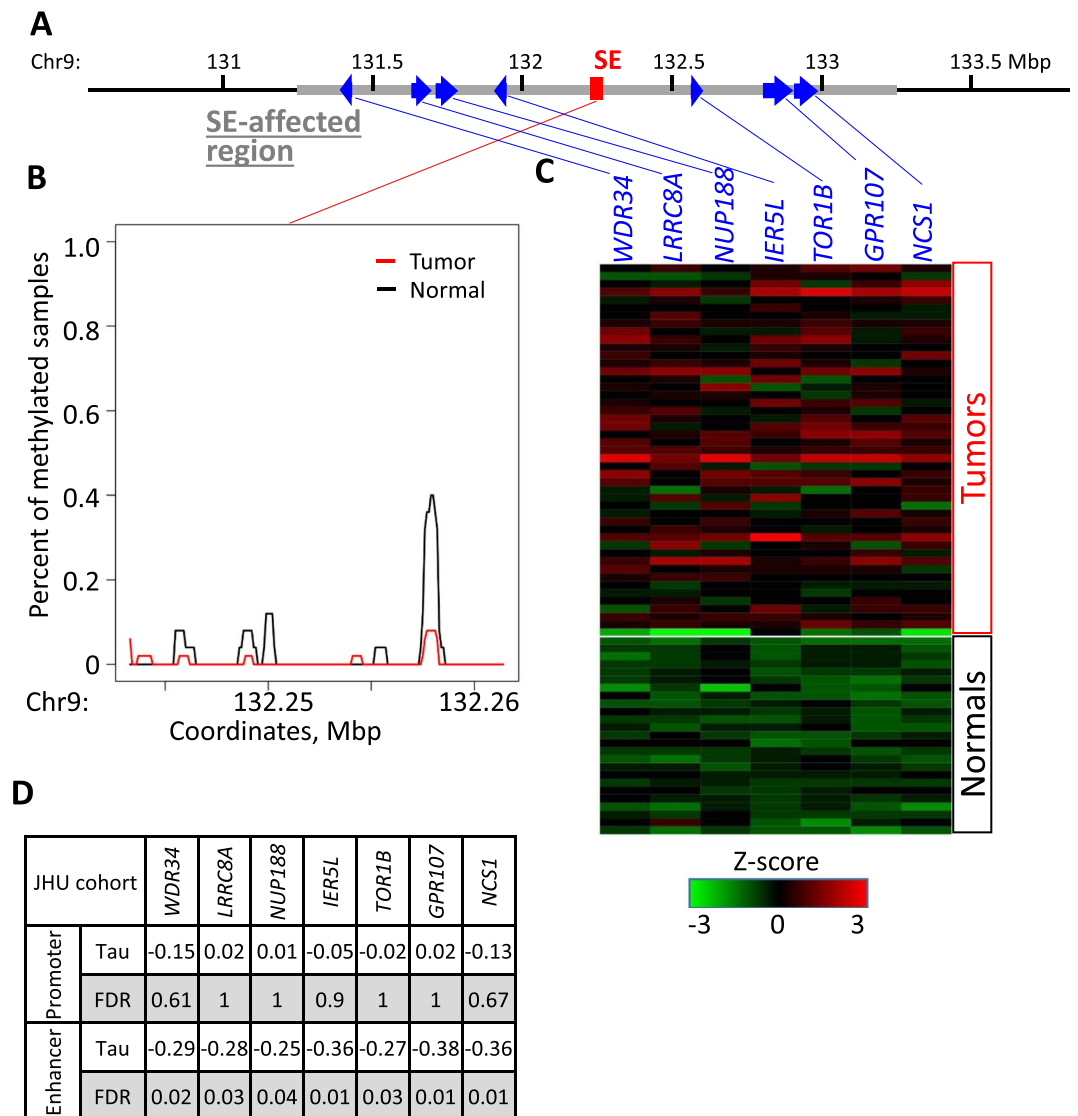 A
Chr9:
131
131.5
132
SE
132.5
133
133.5 Mbp
SE-affected
region
B
1.0
0.8
0.6
0.4
0.2
0
Percent of methylated samples
Tumor
Normal
Chr9:
132.25
132.26
Coordinates, Mbp
C
WDR34
LRRC8A
NUP188
IER5L
TOR1B
GPR107
NCS1
Tumors
Normals
Z-score
-3
0
3
D
JHU cohort WDR34 LRRC8A NUP188 IER5L TOR1B GPR107 NCS1
Promoter
Tau -0.15 0.02 0.01 -0.05 -0.02 0.02 -0.13
FDR 0.61 1 1 0.9 1 1 0.67
Enhancer
Tau -0.29 -0.28 -0.25 -0.36 -0.27 -0.38 -0.36
FDR 0.02 0.03 0.04 0.01 0.03 0.01 0.01